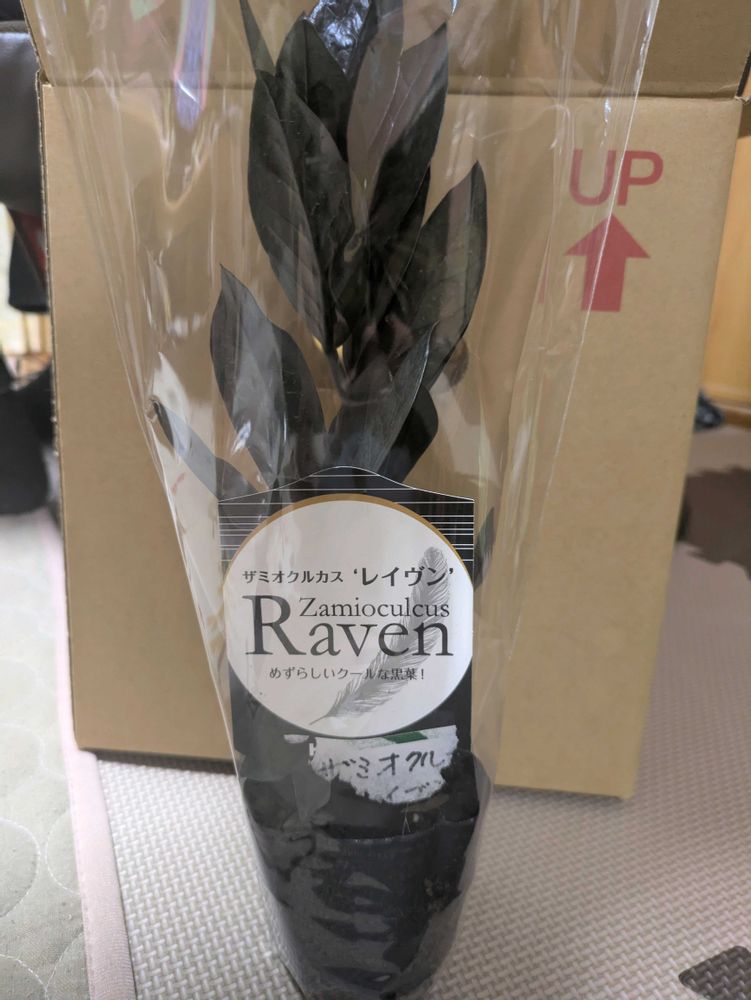 UP
ザミオクルカス 'レイヴン'
Zamioculcus
Raven
めずらしいクールな黒葉!
ザミオクル